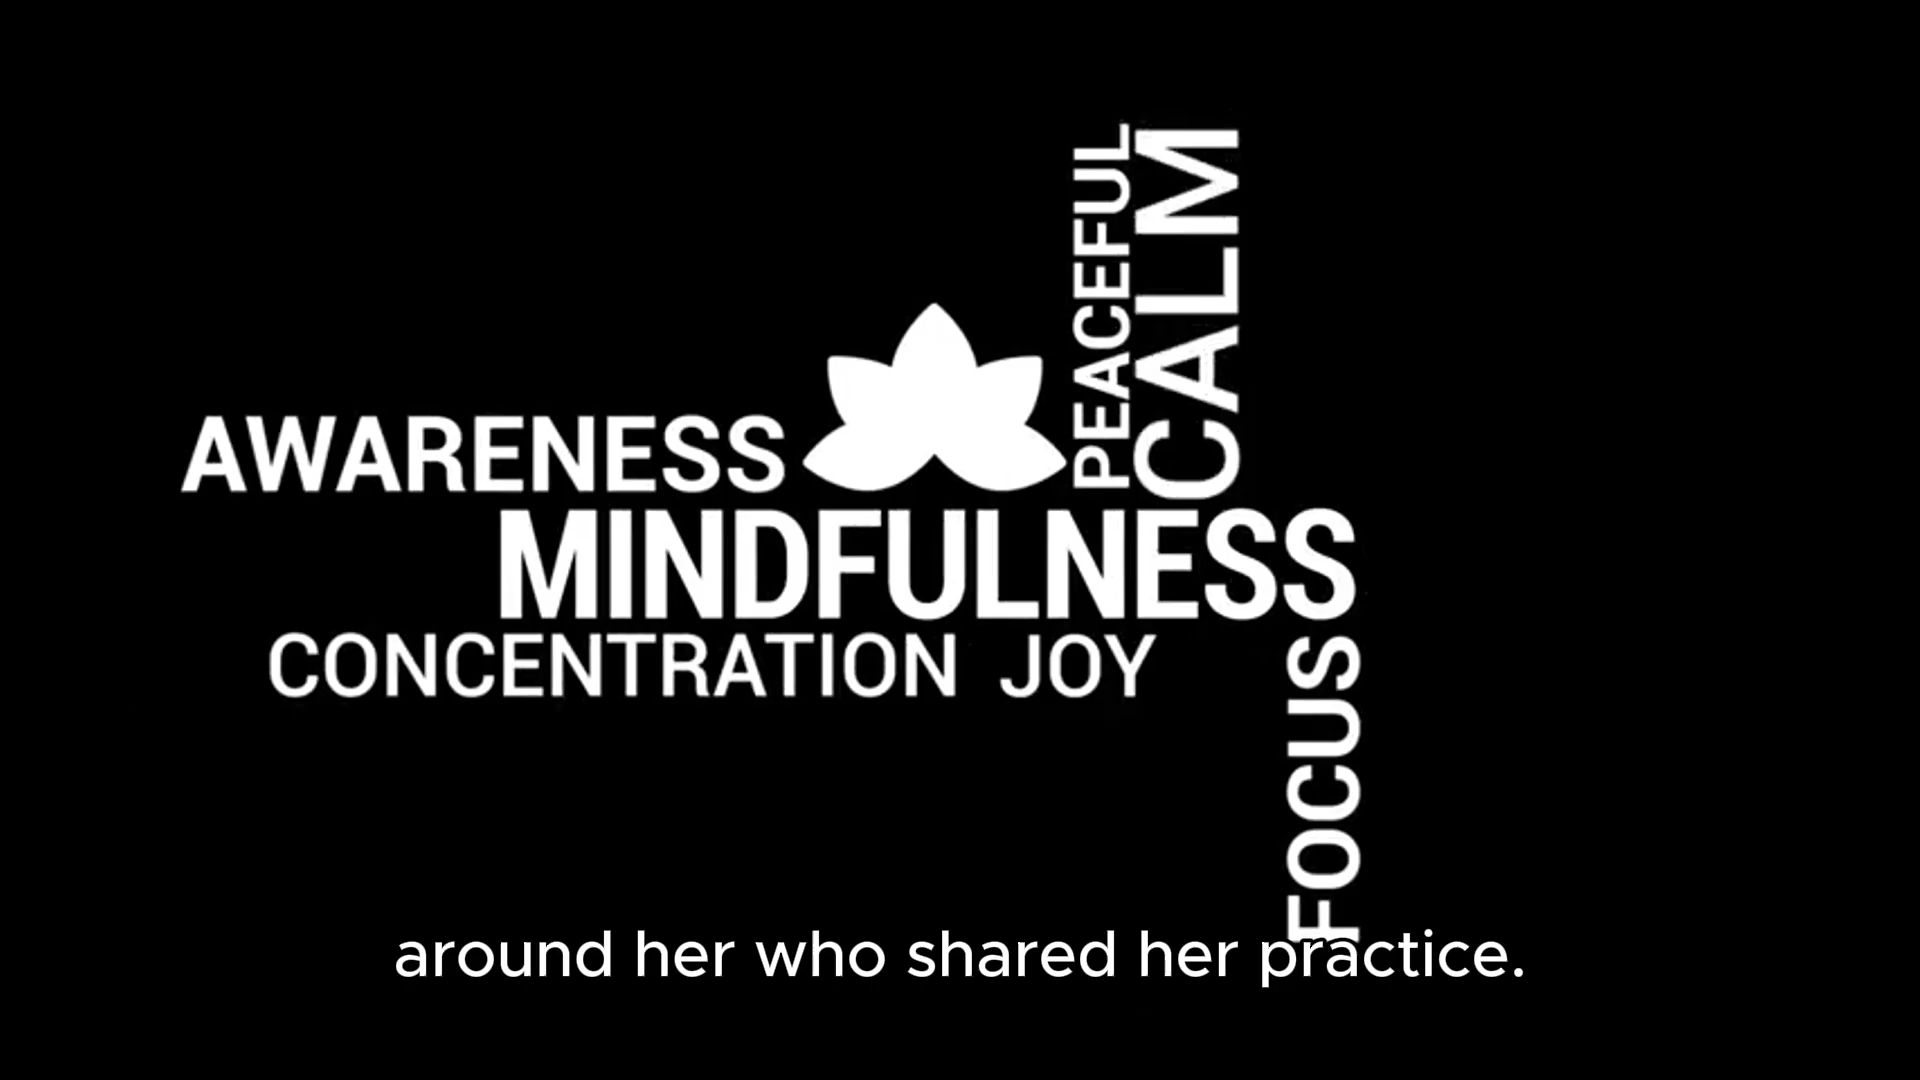 PEACEFUL
CALM
AWARENESS
MINDFULNESS
CONCENTRATION JOY
FOCUS
around her who shared her practice.